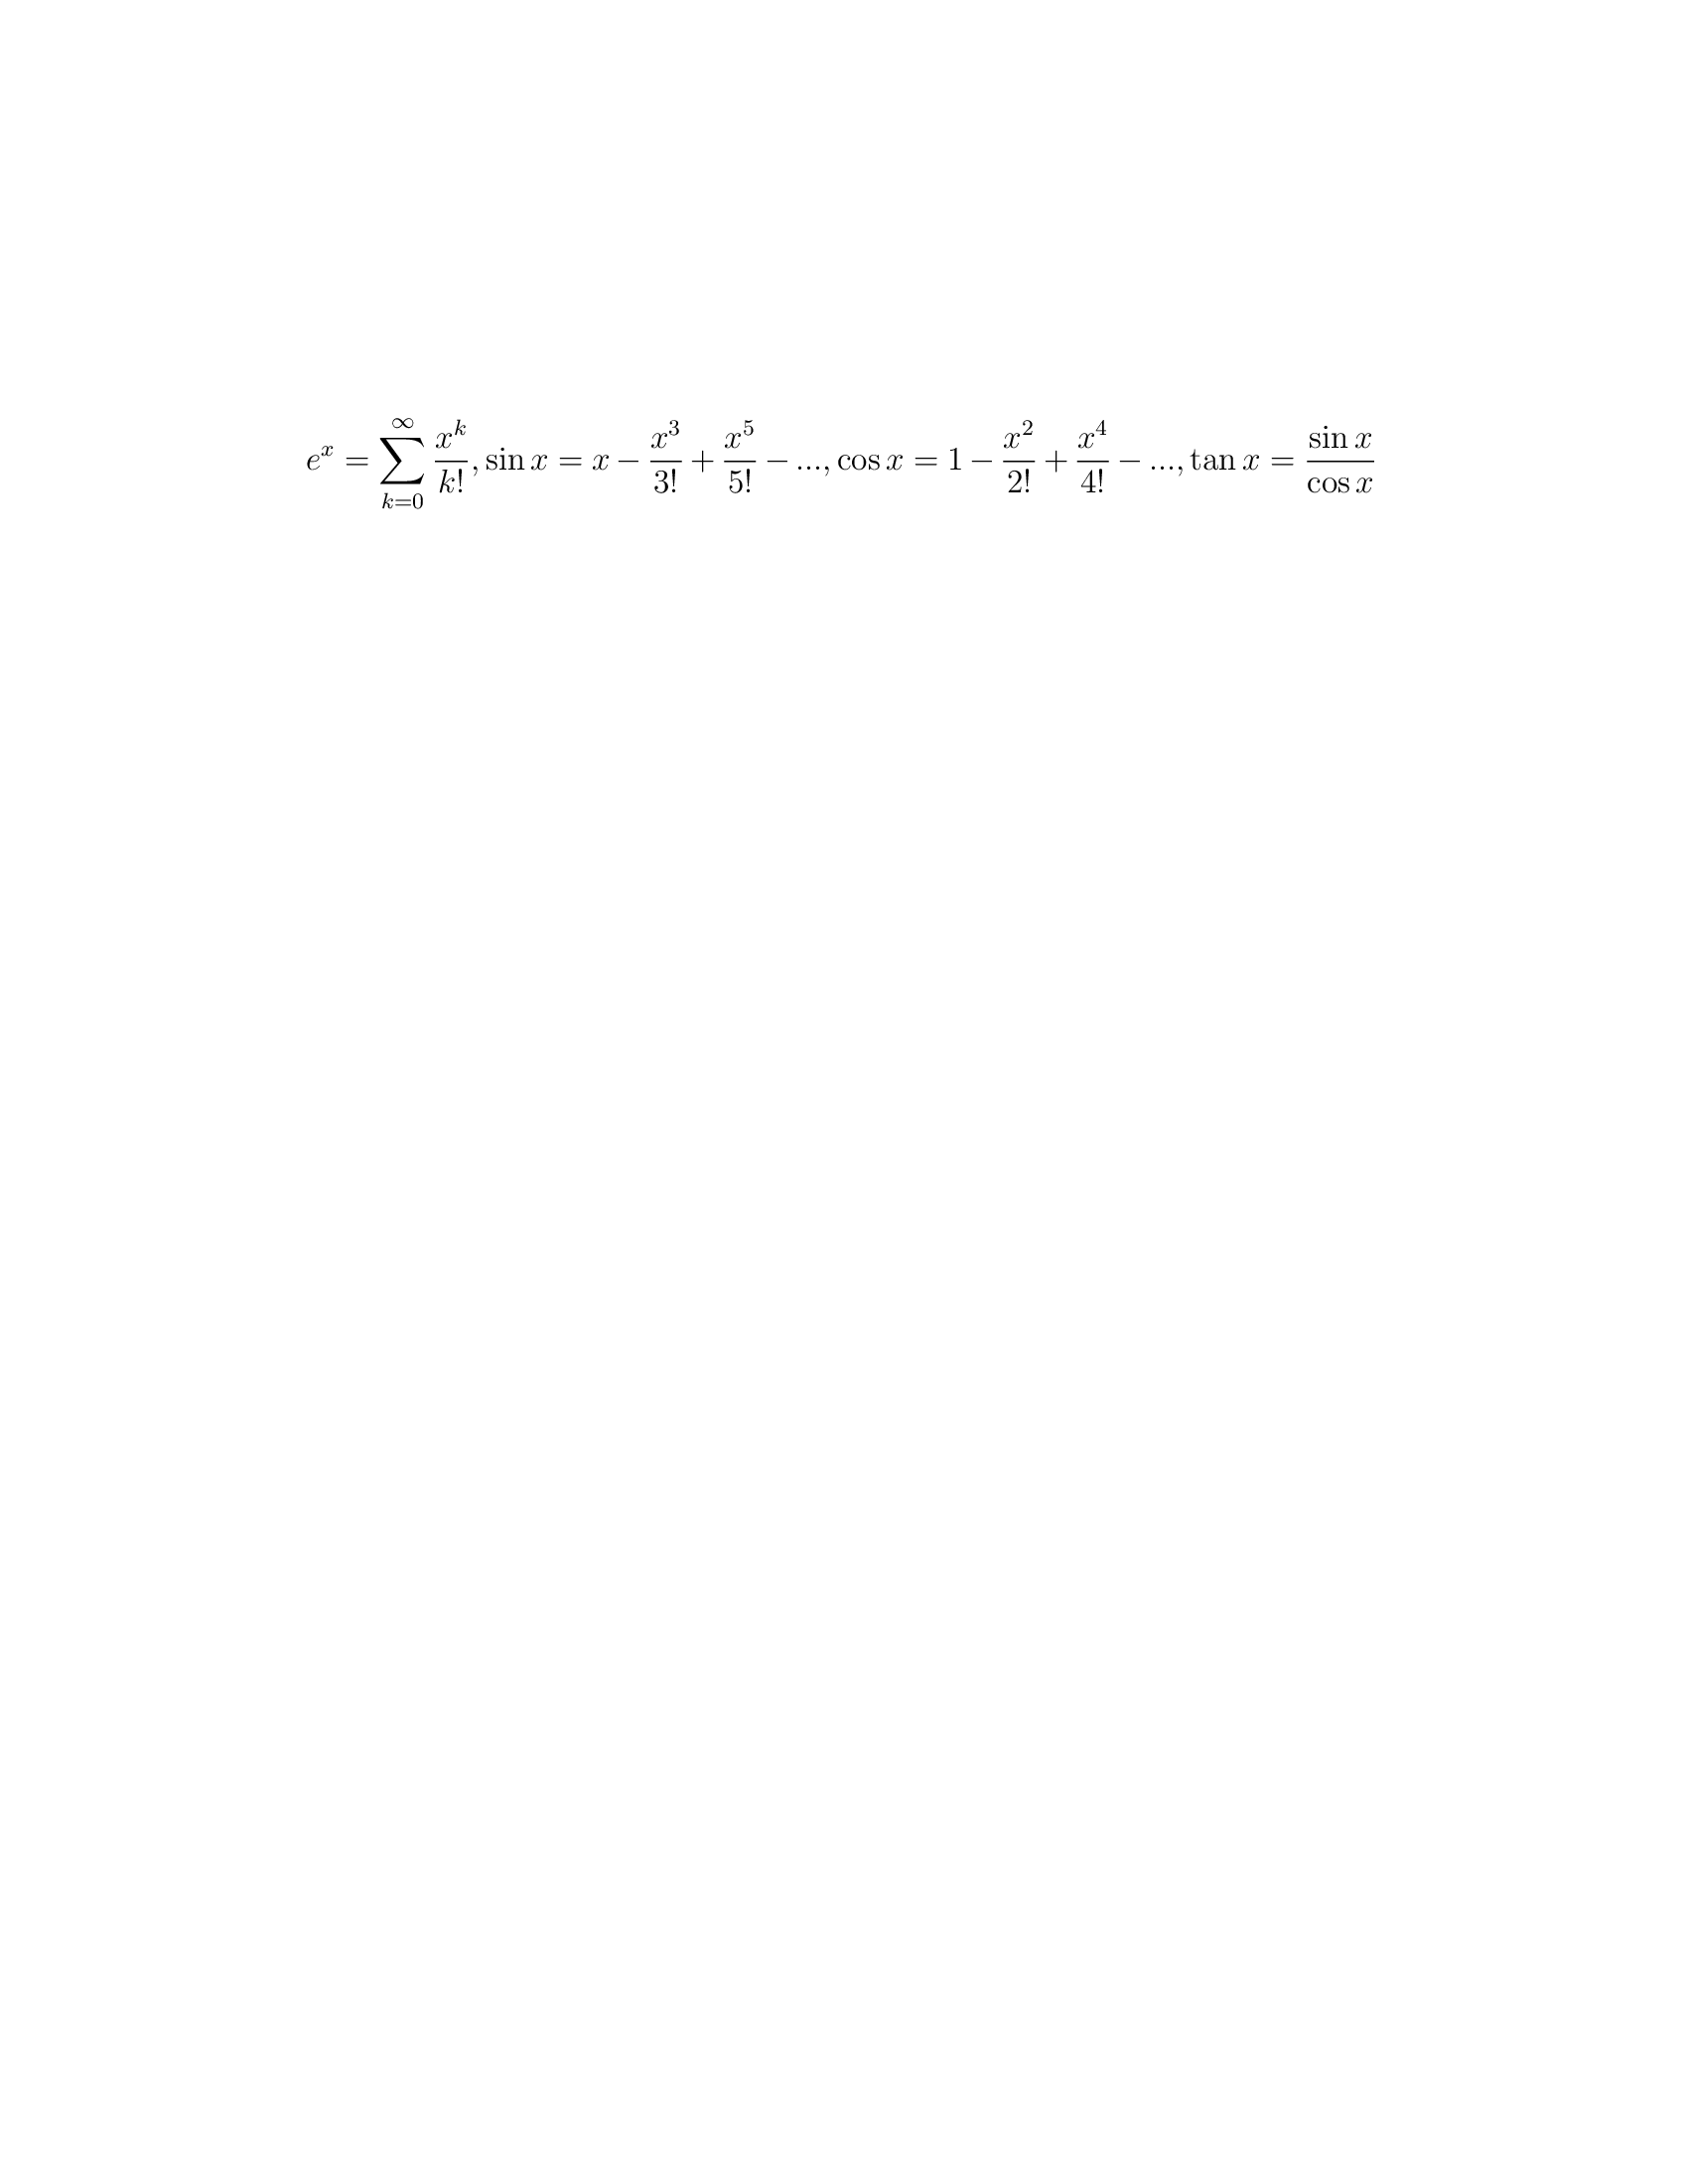 $e^x = \sum_{k=0}^{\infty} \frac{x^k}{k!}, \sin x = x - \frac{x^3}{3!} + \frac{x^5}{5!} - ..., \cos x = 1 - \frac{x^2}{2!} + \frac{x^4}{4!} - ..., \tan x = \frac{\sin x}{\cos x}$